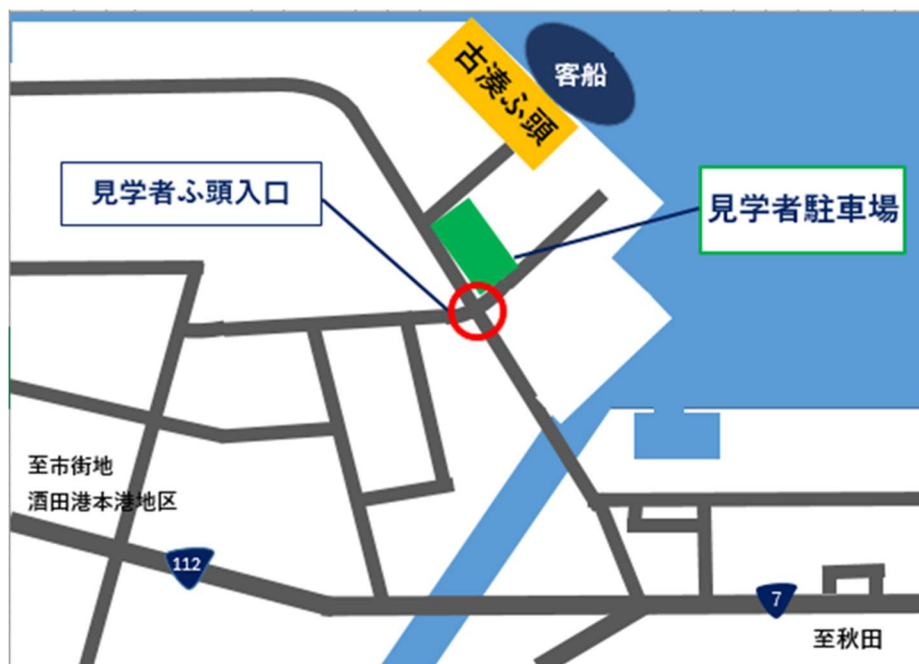 古湊ふ頭
客船
見学者ふ頭入口
見学者駐車場
至市街地
酒田港本港地区
112
7
至秋田